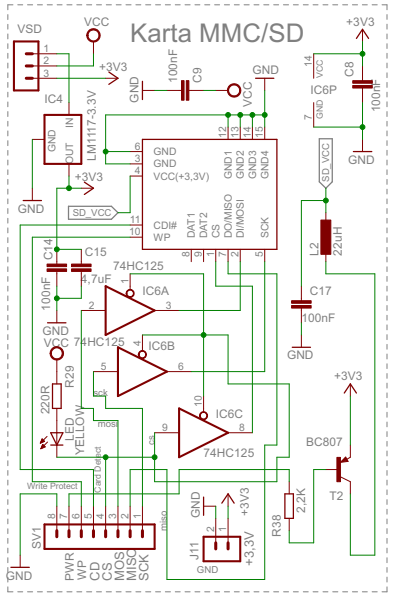 Karta MMC/SD
VSD
VCC
1
2
3
+3V3
IC4
GND
IN
OUT
LM1117-3.3V
+3V3
GND
GND
100nF
C9
VCC
GND
+3V3
14
VCC
IC6P
GND
7
C8
100nF
GND
12
13
14
15
GND1
GND2
GND3
GND4
6
GND
3
GND
4
VCC(+3,3V)
SD_VCC
11
CDI#
10
WP
DAT1
DAT2
CS
DO/MISO
DI/MOSI
SCK
8
9
1
7
2
5
SD_VCC
L2
22uH
C17
100nF
GND
C14
100nF
C15
4,7uF
GND
74HC125
1
IC6A
2
3
74HC125
4
IC6B
5
6
sck
10
IC6C
9
8
cs
74HC125
VCC
220R
R29
LED
YELLOW
mosi
Card Detect
Write Protect
miso
SV1
8
7
6
5
4
3
2
1
PWR
WP
CD
CS
MOSI
MISO
SCK
GND
GND
+3V3
2
1
J11
+3,3V
GND
R38
2,2K
+3V3
BC807
T2